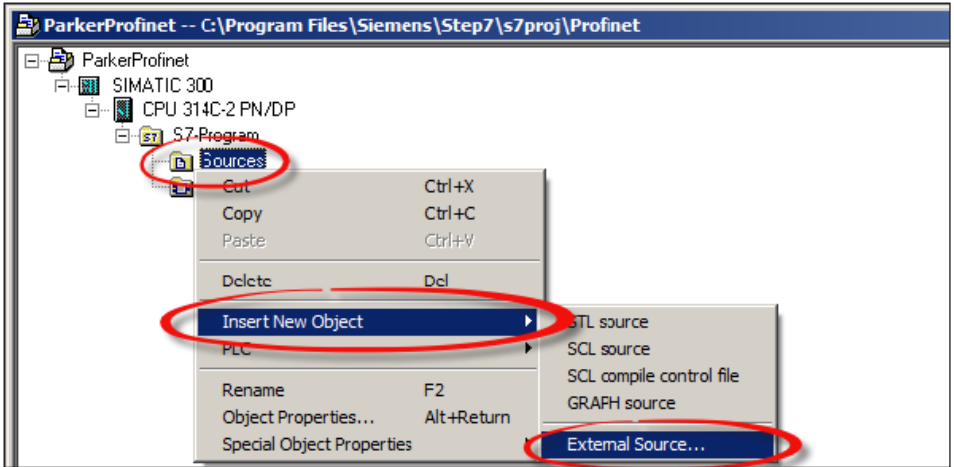 ParkerProfinet -- C:\Program Files\Siemens\Step7\s7proj\Profinet
ParkerProfinet
SIMATIC 300
CPU 314C-2 PN/DP
S7-Program
Sources
Cut Ctrl+X
Copy Ctrl+C
Paste Ctrl+V
Delete Del
Insert New Object
PLC
Rename F2
Object Properties... Alt+Return
Special Object Properties
STL source
SCL source
SCL compile control file
GRAPH source
External Source...